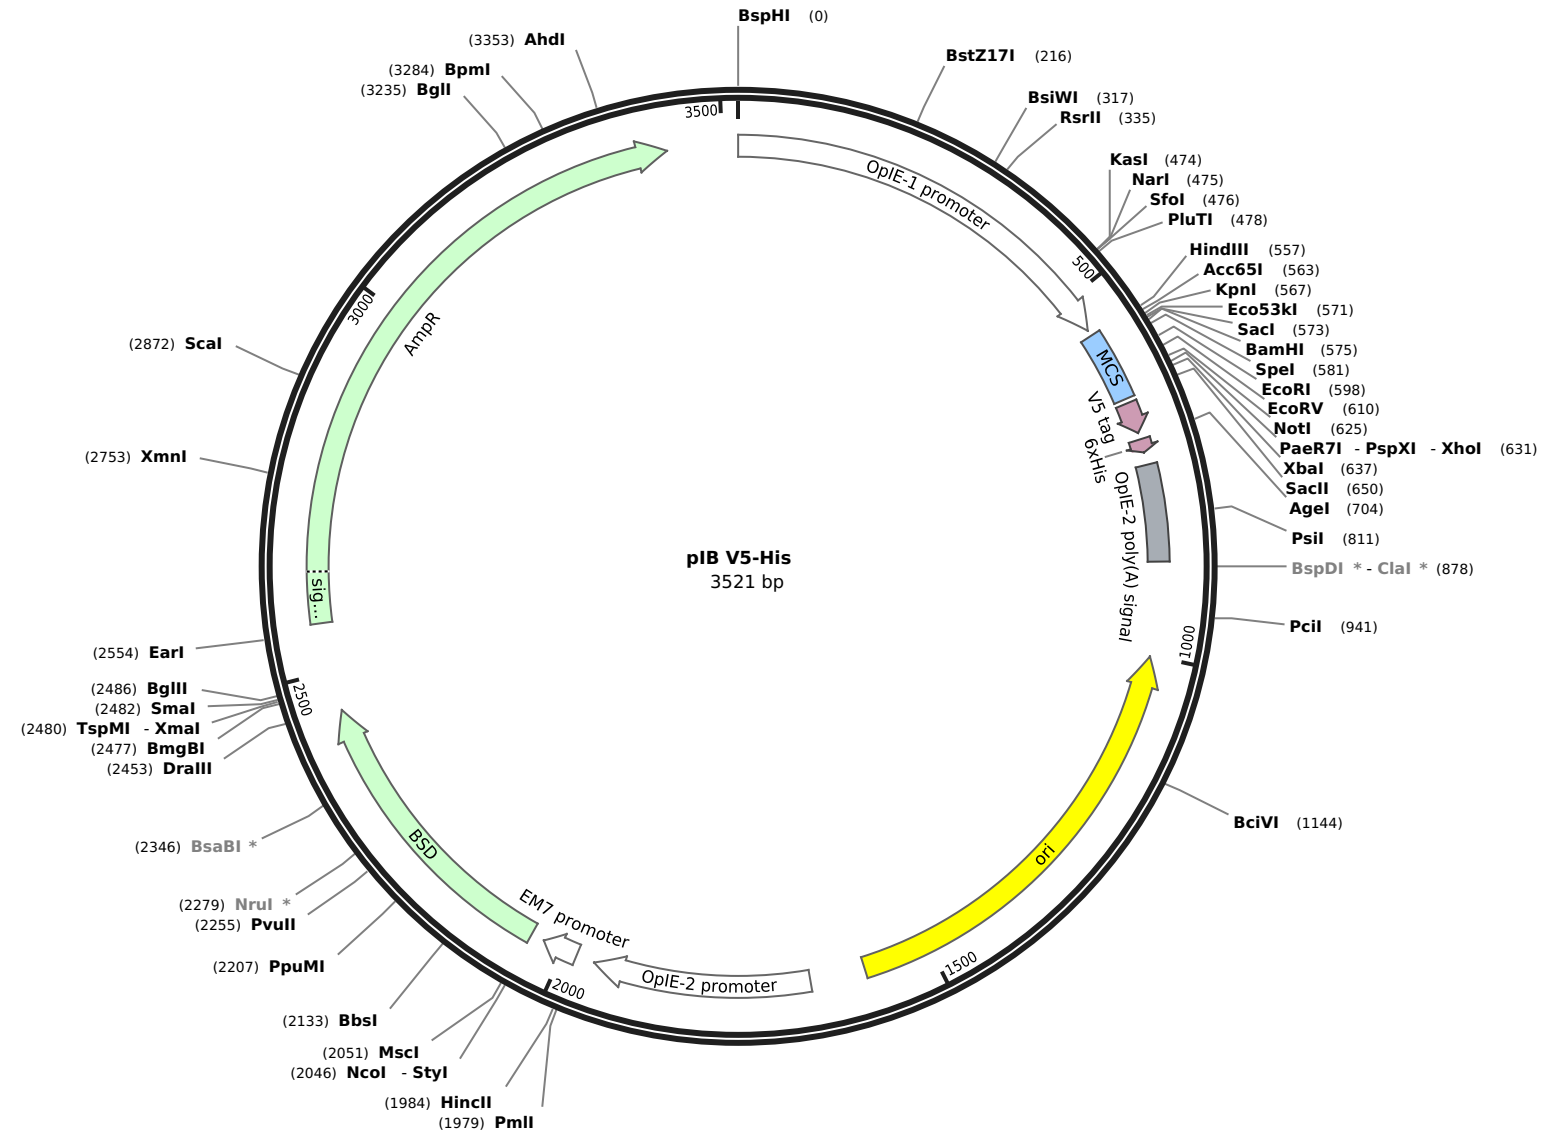 BspHI (0)
BstZ17I (216)
BsiWI (317)
RsrII (335)
KasI (474)
NarI (475)
SfoI (476)
PluTI (478)
HindIII (557)
Acc65I (563)
KpnI (567)
Eco53kI (571)
SacI (573)
BamHI (575)
SpeI (581)
EcoRI (598)
EcoRV (610)
NotI (625)
PaeR7I - PspXI - XhoI (631)
XbaI (637)
SacII (650)
AgeI (704)
PsiI (811)
BspDI * - ClaI * (878)
PciI (941)
BciVI (1144)
(1979) PmlI
(1984) HincII
(2046) NcoI - StyI
(2051) MscI
(2133) BbsI
(2207) PpuMI
(2255) PvuII
(2279) NruI *
(2346) BsaBI *
(2453) DraIII
(2477) BmgBI
(2480) TspMI - XmaI
(2482) SmaI
(2486) BglII
(2554) EarI
(2753) XmnI
(2872) ScaI
(3235) BglI
(3284) BpmI
(3353) AhdI
500
1000
1500
2000
2500
3000
3500
OpIE-1 promoter
MCS
V5 tag
6xHis
OpIE-2 poly(A) signal
ori
OpIE-2 promoter
EM7 promoter
BSD
sig...
AmpR
pIB V5-His
3521 bp